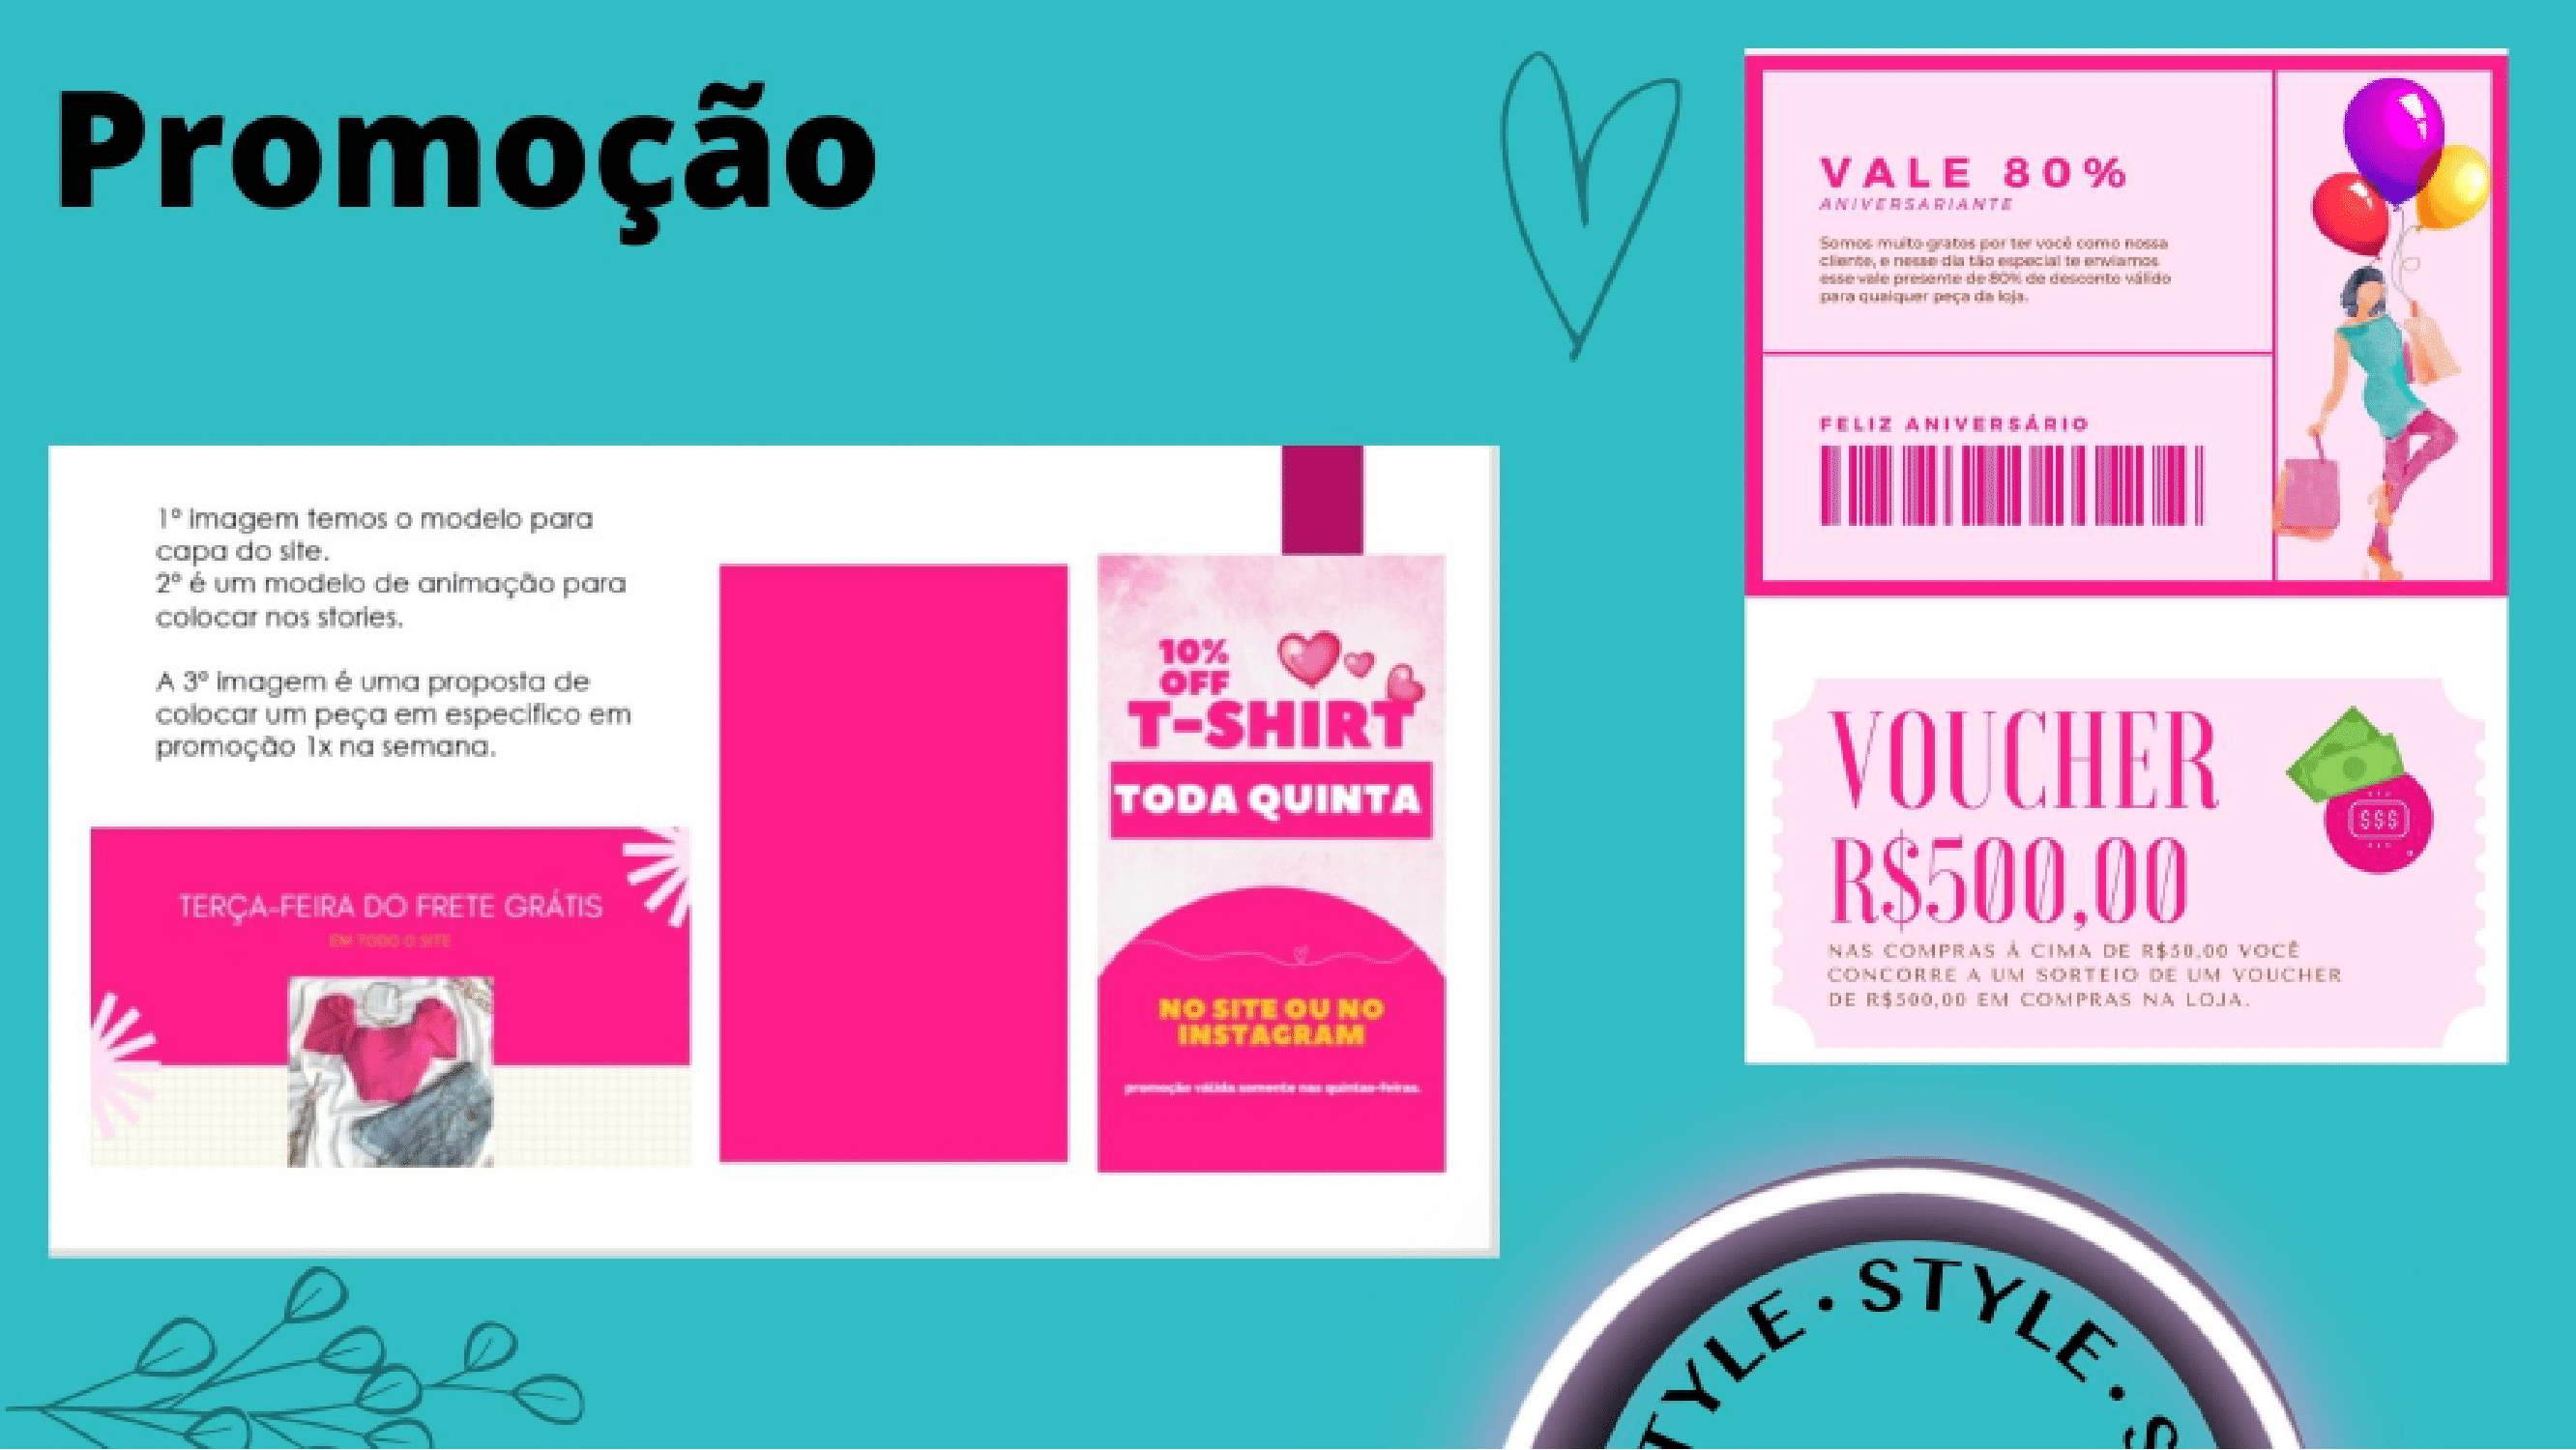 Promoção
1º imagem temos o modelo para
capa do site.
2º é um modelo de animação para
colocar nos stories.
A 3º imagem é uma proposta de
colocar um peça em especifico em
promoção 1x na semana.
TERÇA-FEIRA DO FRETE GRÁTIS
EM TODO O SITE
10%
OFF
T-SHIRT
TODA QUINTA
NO SITE OU NO
INSTAGRAM
promoção válida somente nas quintas-feiras.
VALE 80%
ANIVERSARIANTE
Somos muito gratos por ter você como nossa
cliente, e nesse dia tão especial te enviamos
esse vale presente de 80% de desconto válido
para qualquer peça da loja.
FELIZ ANIVERSÁRIO
VOUCHER
R$500,00
$$$
NAS COMPRAS Á CIMA DE R$50,00 VOCÊ
CONCORRE A UM SORTEIO DE UM VOUCHER
DE R$500,00 EM COMPRAS NA LOJA.
TYLE • STYLE • S